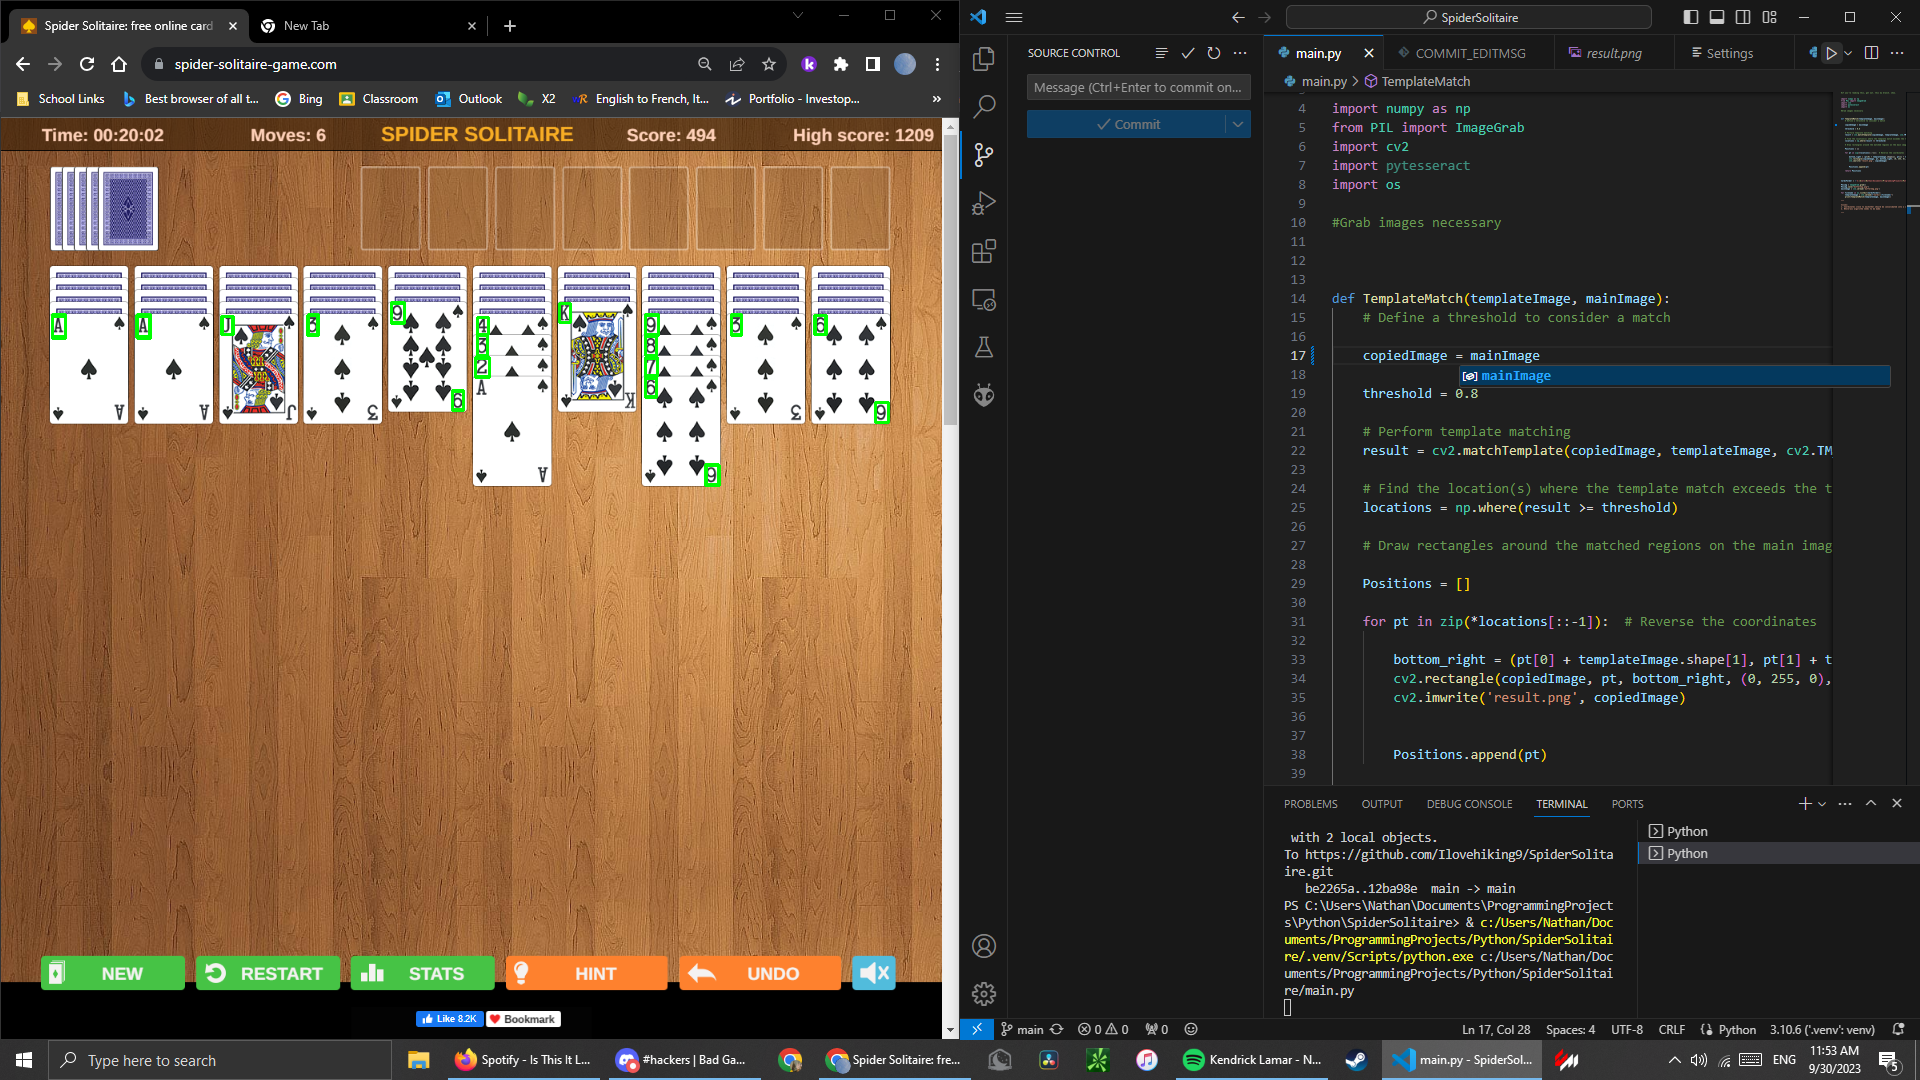 Spider Solitaire: free online card
New Tab
spider-solitaire-game.com
School Links
Best browser of all t...
Bing
Classroom
Outlook
X2
English to French, It...
Portfolio - Investop...
»
Time: 00:20:02
Moves: 6
SPIDER SOLITAIRE
Score: 494
High score: 1209
A A J 3 9 4 K 9 3 6
3 8
2 7
A 6
A A J 3 9 K 3 6
A 6
NEW
RESTART
STATS
HINT
UNDO
Like 8.2K
Bookmark
SpiderSolitaire
SOURCE CONTROL
Message (Ctrl+Enter to commit on...
Commit
main.py
COMMIT_EDITMSG
result.png
Settings
main.py > TemplateMatch
4 import numpy as np
5 from PIL import ImageGrab
6 import cv2
7 import pytesseract
8 import os
9
10 #Grab images necessary
11
12
13
14 def TemplateMatch(templateImage, mainImage):
15 # Define a threshold to consider a match
16
17 copiedImage = mainImage
mainImage
18
19 threshold = 0.8
20
21 # Perform template matching
22 result = cv2.matchTemplate(copiedImage, templateImage, cv2.TM
23
24 # Find the location(s) where the template match exceeds the t
25 locations = np.where(result >= threshold)
26
27 # Draw rectangles around the matched regions on the main imag
28
29 Positions = []
30
31 for pt in zip(*locations[::-1]):  # Reverse the coordinates
32
33 bottom_right = (pt[0] + templateImage.shape[1], pt[1] + t
34 cv2.rectangle(copiedImage, pt, bottom_right, (0, 255, 0),
35 cv2.imwrite('result.png', copiedImage)
36
37
38 Positions.append(pt)
39
PROBLEMS
OUTPUT
DEBUG CONSOLE
TERMINAL
PORTS
with 2 local objects.
To https://github.com/Ilovehiking9/SpiderSolita
ire.git
be2265a..12ba98e  main -> main
PS C:\Users\Nathan\Documents\ProgrammingProject
s\Python\SpiderSolitaire> & c:/Users/Nathan/Doc
uments/ProgrammingProjects/Python/SpiderSolitai
re/.venv/Scripts/python.exe c:/Users/Nathan/Doc
uments/ProgrammingProjects/Python/SpiderSolitai
re/main.py
Python
Python
main
0
0
0
Ln 17, Col 28
Spaces: 4
UTF-8
CRLF
Python
3.10.6 ('.venv': venv)
Type here to search
Spotify - Is This It L...
#hackers | Bad Ga...
Spider Solitaire: fre...
Kendrick Lamar - N...
main.py - SpiderSol...
ENG
11:53 AM
9/30/2023
5